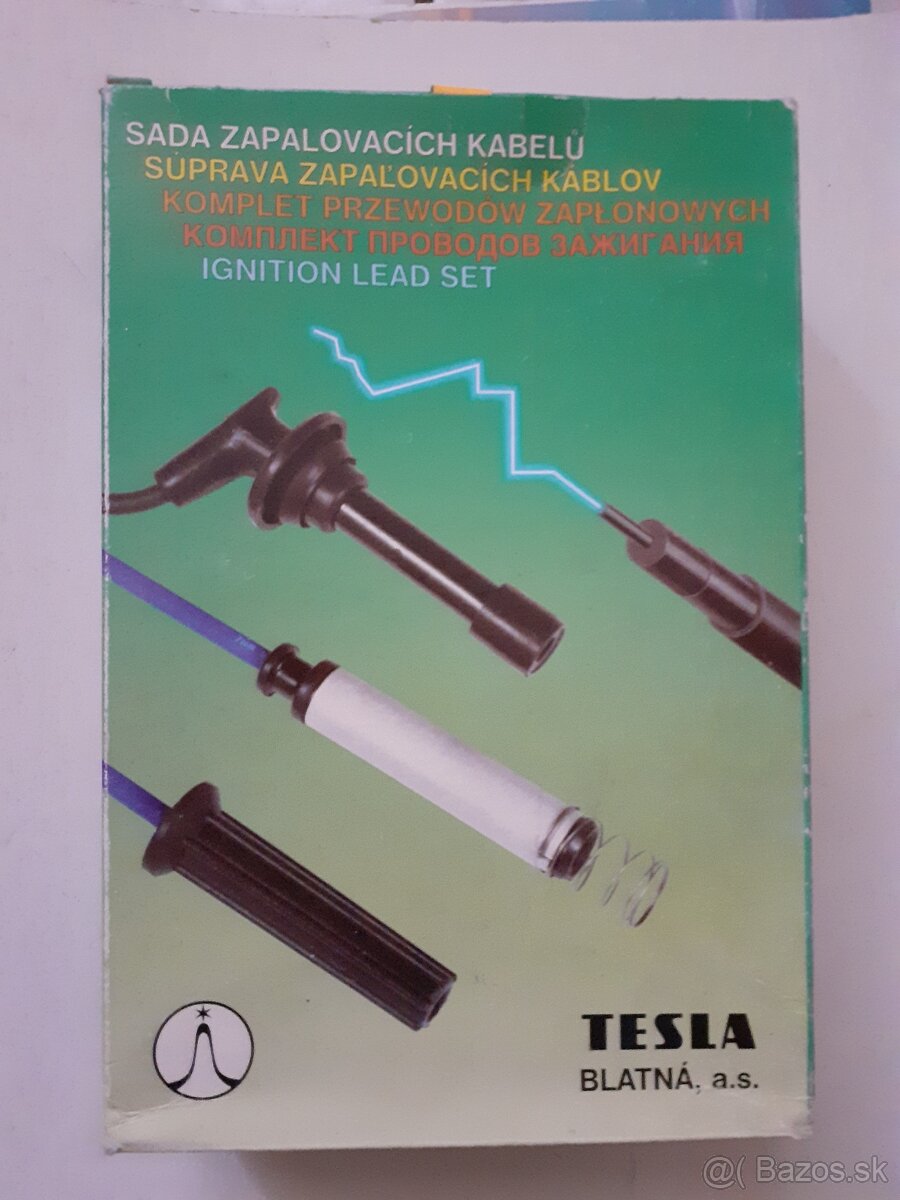 SADA ZAPALOVACÍCH KABELŮ
SÚPRAVA ZAPAĽOVACÍCH KÁBLOV
KOMPLET PRZEWODÓW ZAPŁONOWYCH
КОМПЛЕКТ ПРОВОДОВ ЗАЖИГАНИЯ
IGNITION LEAD SET
TESLA
BLATNÁ, a.s.
@( Bazos.sk